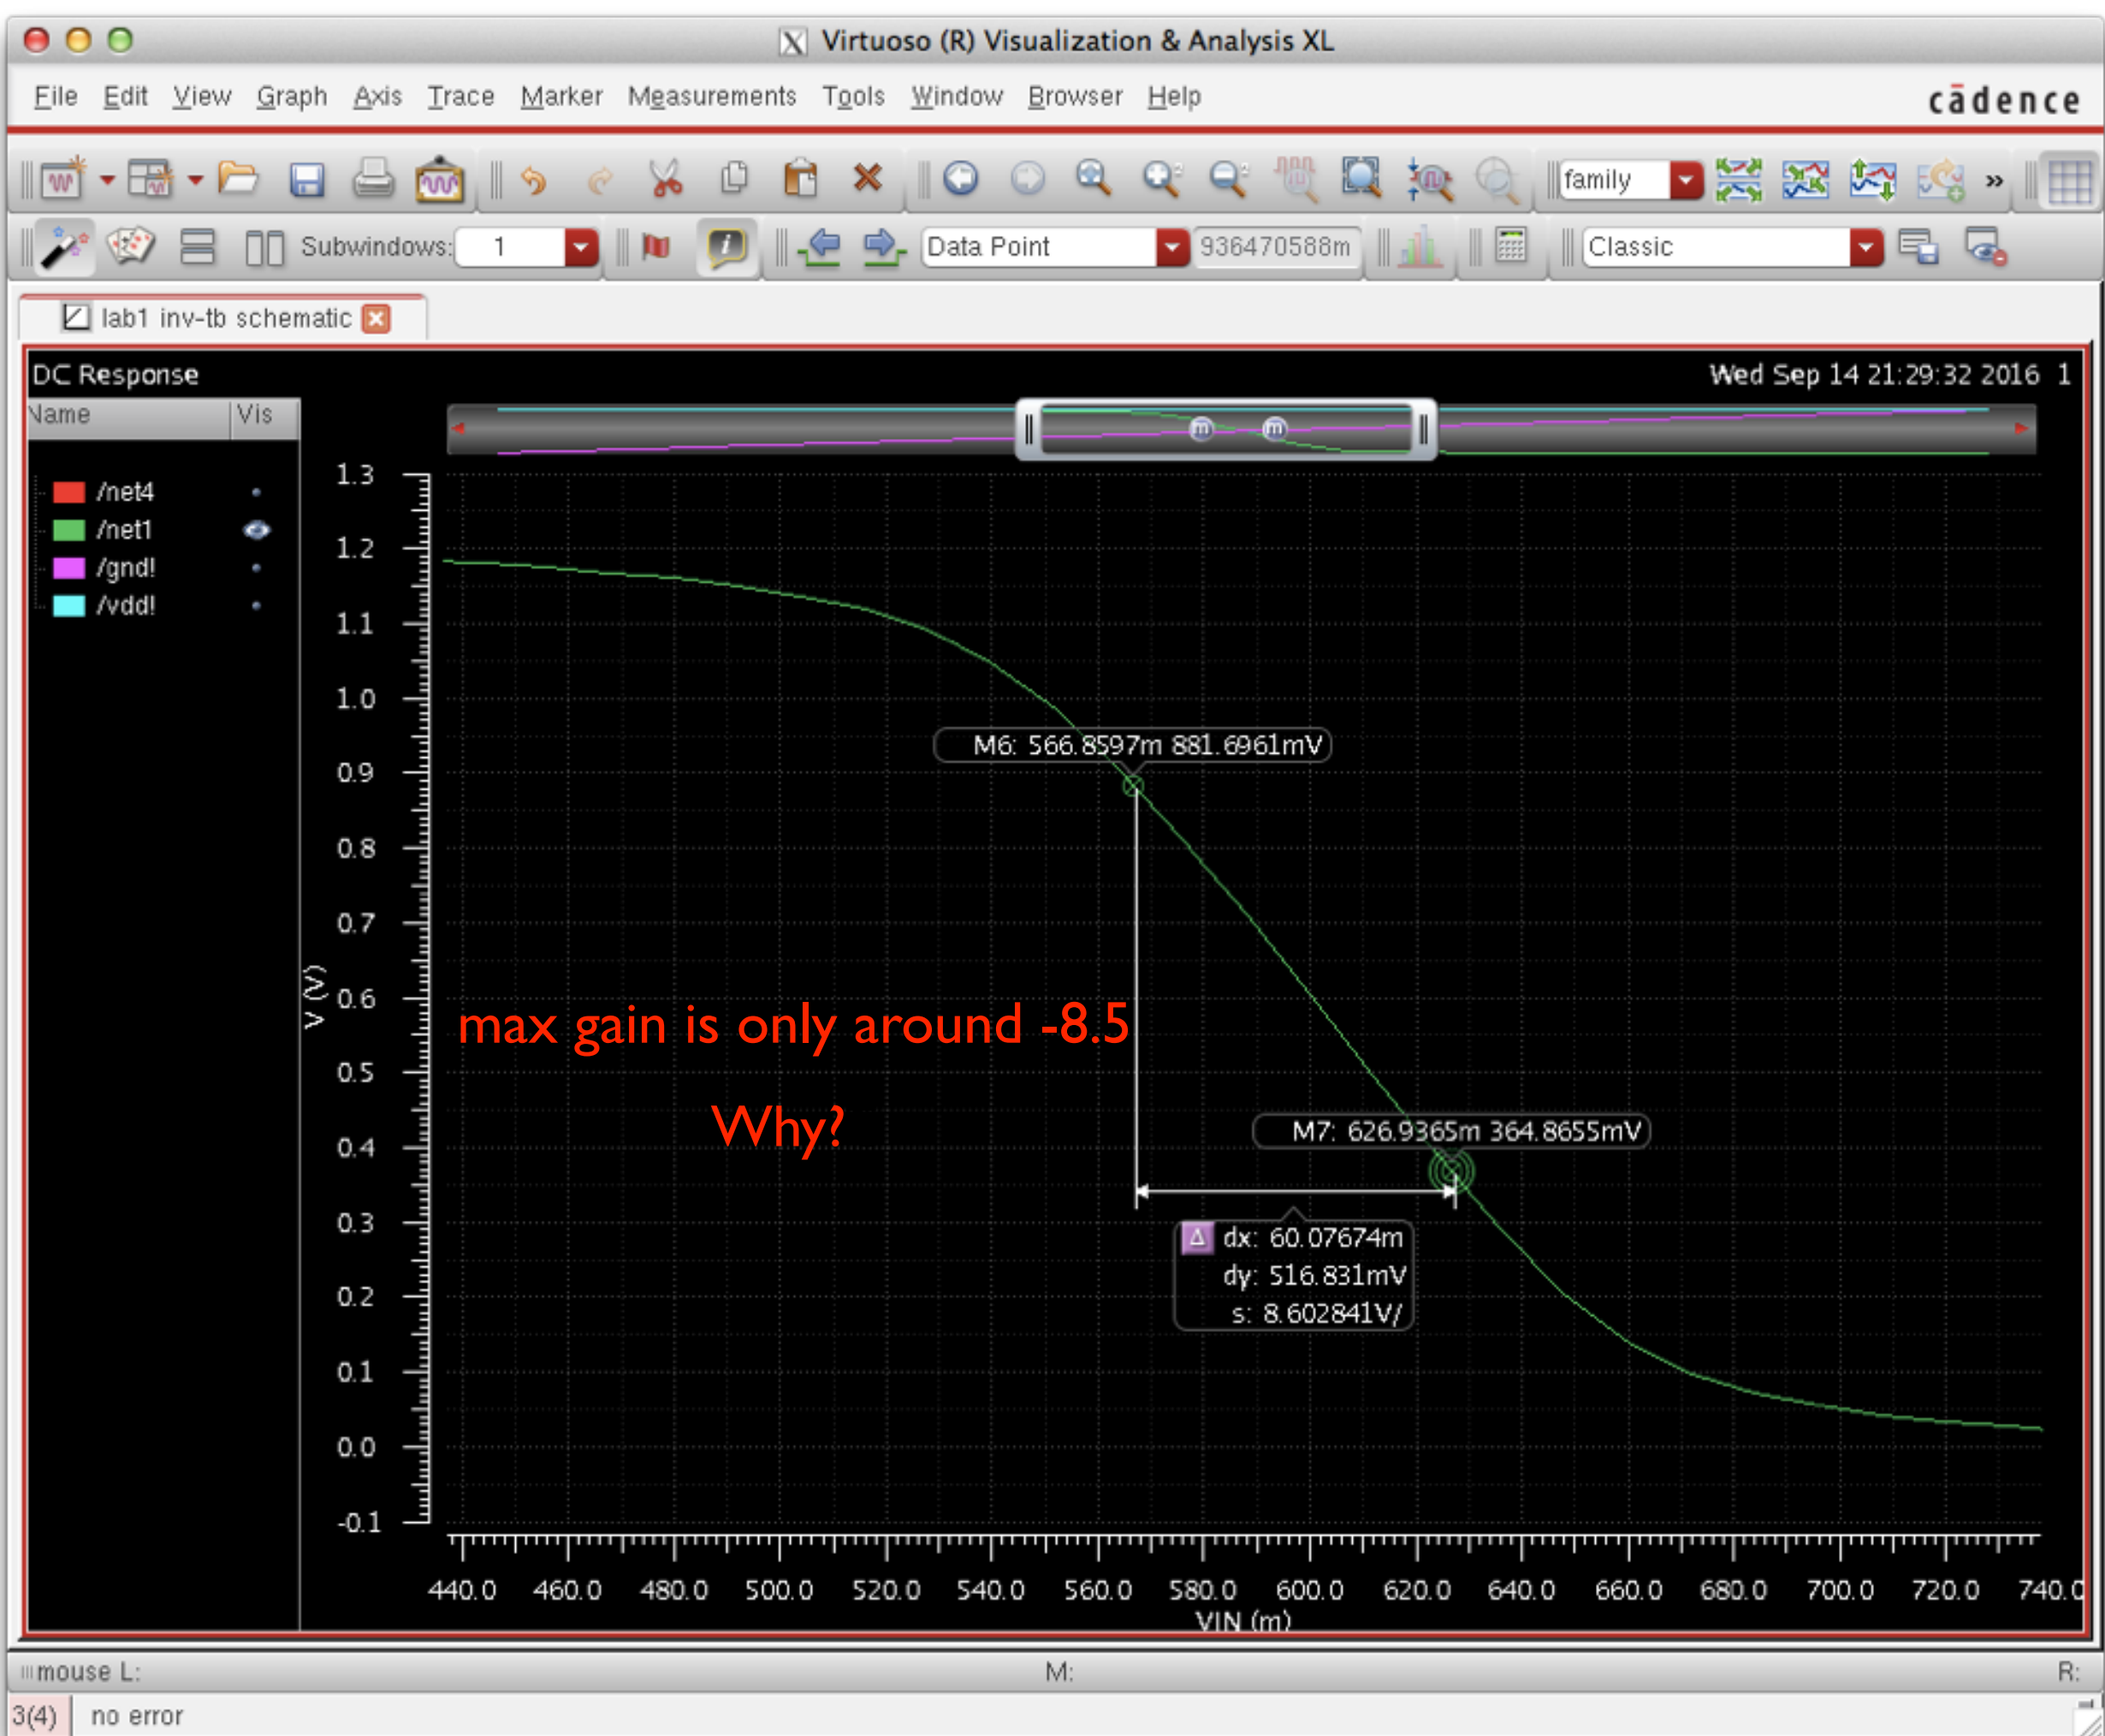 Virtuoso (R) Visualization & Analysis XL
File Edit View Graph Axis Trace Marker Measurements Tools Window Browser Help
cādence
family
»
Subwindows: 1
Data Point
936470588m
Classic
lab1 inv-tb schematic
DC Response
Wed Sep 14 21:29:32 2016 1
Name Vis
/net4
/net1
/gnd!
/vdd!
m m
1.3
1.2
1.1
1.0
0.9
0.8
0.7
0.6
0.5
0.4
0.3
0.2
0.1
0.0
-0.1
V (V)
M6: 566.8597m 881.6961mV
max gain is only around -8.5
Why?
M7: 626.9365m 364.8655mV
Δ dx: 60.07674m
dy: 516.831mV
s: 8.602841V/
440.0 460.0 480.0 500.0 520.0 540.0 560.0 580.0 600.0 620.0 640.0 660.0 680.0 700.0 720.0 740.0
VIN (m)
mouse L: M: R:
3(4) no error